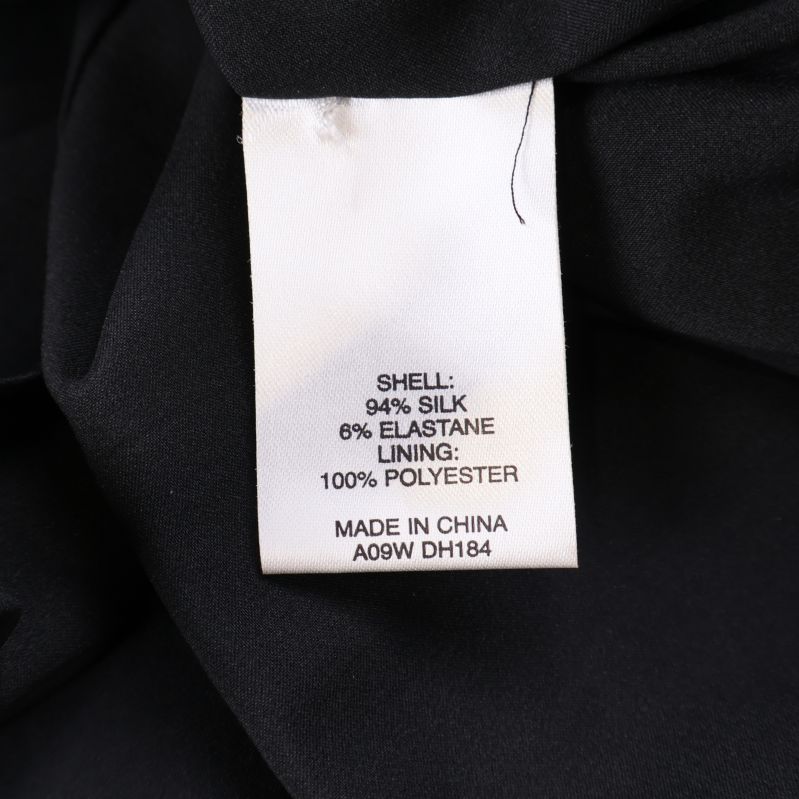 SHELL:
94% SILK
6% ELASTANE
LINING:
100% POLYESTER
MADE IN CHINA
A09W DH184